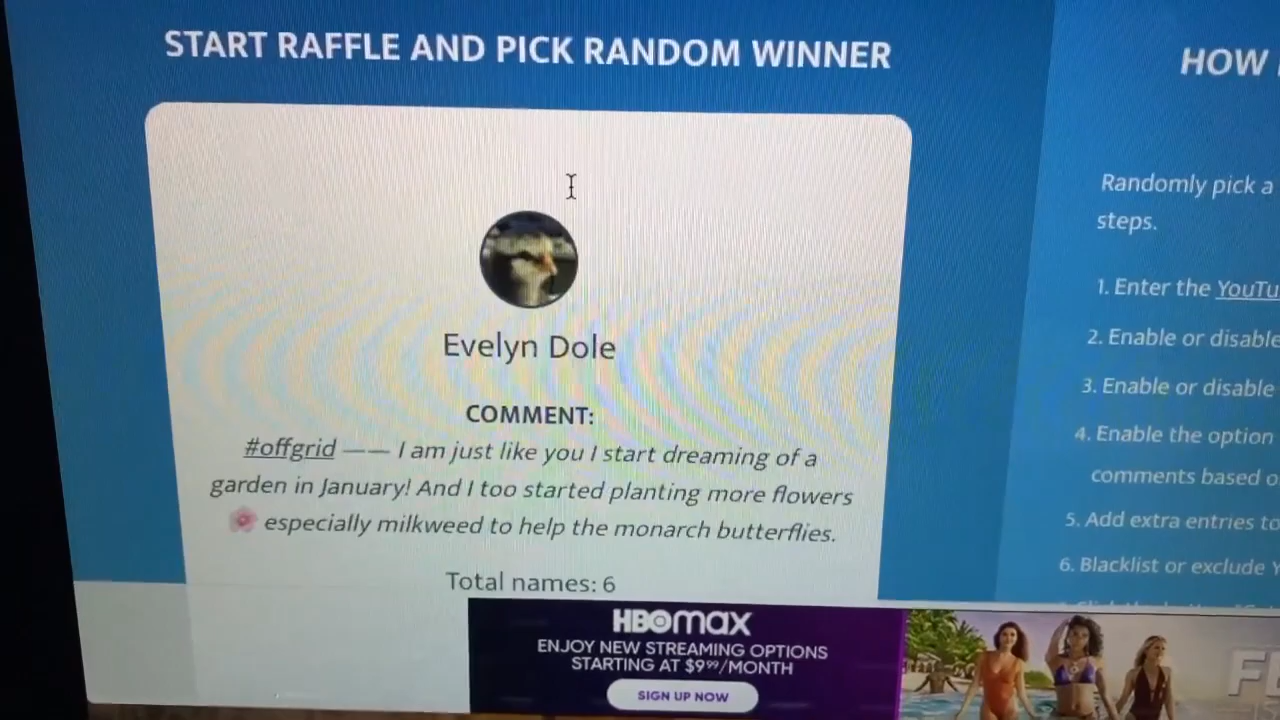 START RAFFLE AND PICK RANDOM WINNER
Evelyn Dole
COMMENT:
#offgrid —— I am just like you I start dreaming of a
garden in January! And I too started planting more flowers
🌸 especially milkweed to help the monarch butterflies.
Total names: 6
HOW
Randomly pick a
steps.
1. Enter the YouTu
2. Enable or disable
3. Enable or disable
4. Enable the option
comments based o
5. Add extra entries to
6. Blacklist or exclude Y
HBOmax
ENJOY NEW STREAMING OPTIONS
STARTING AT $9⁹⁹/MONTH
SIGN UP NOW